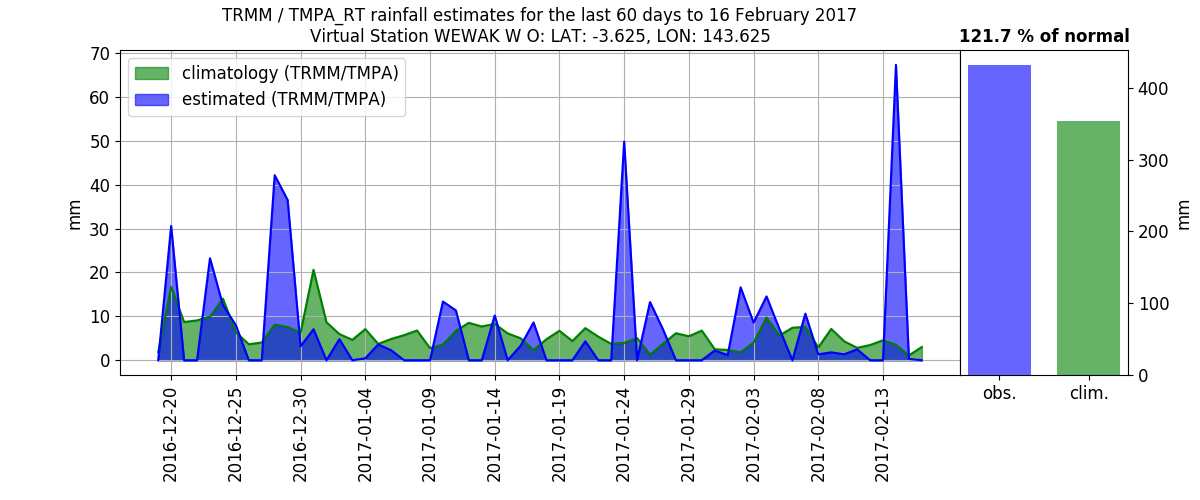 TRMM / TMPA_RT rainfall estimates for the last 60 days to 16 February 2017
Virtual Station WEWAK W O: LAT: -3.625, LON: 143.625
121.7 % of normal
climatology (TRMM/TMPA)
estimated (TRMM/TMPA)
70
60
50
40
30
20
10
0
mm
2016-12-20
2016-12-25
2016-12-30
2017-01-04
2017-01-09
2017-01-14
2017-01-19
2017-01-24
2017-01-29
2017-02-03
2017-02-08
2017-02-13
400
300
200
100
0
mm
obs.
clim.